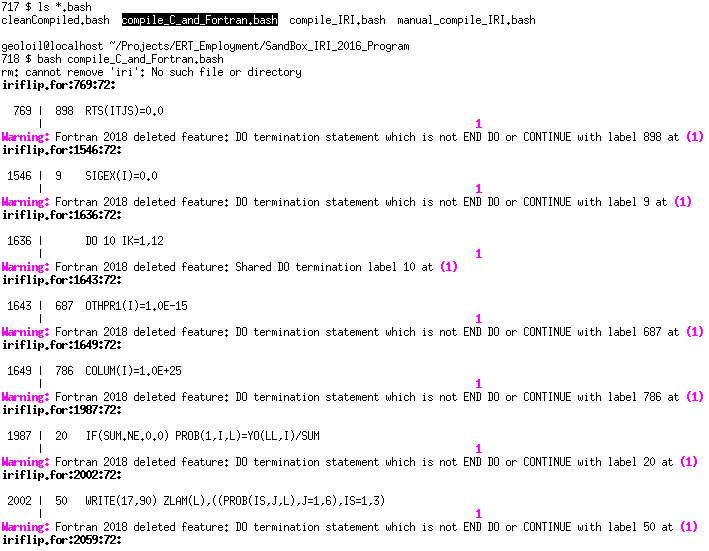 717 $ ls *.bash
cleanCompiled.bash  compile_C_and_Fortran.bash  compile_IRI.bash  manual_compile_IRI.bash
geoloil@localhost ~/Projects/ERT_Employment/SandBox_IRI_2016_Program
718 $ bash compile_C_and_Fortran.bash
rm: cannot remove 'iri': No such file or directory
iriflip.for:769:72:
769 |  898  RTS(ITJS)=0.0
|                                                                        1
Warning: Fortran 2018 deleted feature: DO termination statement which is not END DO or CONTINUE with label 898 at (1)
iriflip.for:1546:72:
1546 |  9    SIGEX(I)=0.0
|                                                                        1
Warning: Fortran 2018 deleted feature: DO termination statement which is not END DO or CONTINUE with label 9 at (1)
iriflip.for:1636:72:
1636 |       DO 10 IK=1,12
|                                                                        1
Warning: Fortran 2018 deleted feature: Shared DO termination label 10 at (1)
iriflip.for:1643:72:
1643 |  687  OTHPR1(I)=1.0E-15
|                                                                        1
Warning: Fortran 2018 deleted feature: DO termination statement which is not END DO or CONTINUE with label 687 at (1)
iriflip.for:1649:72:
1649 |  786  COLUM(I)=1.0E+25
|                                                                        1
Warning: Fortran 2018 deleted feature: DO termination statement which is not END DO or CONTINUE with label 786 at (1)
iriflip.for:1987:72:
1987 |  20   IF(SUM.NE.0.0) PROB(1,I,L)=YO(LL,I)/SUM
|                                                                        1
Warning: Fortran 2018 deleted feature: DO termination statement which is not END DO or CONTINUE with label 20 at (1)
iriflip.for:2002:72:
2002 |  50   WRITE(17,90) ZLAM(L),((PROB(IS,J,L),J=1,6),IS=1,3)
|                                                                        1
Warning: Fortran 2018 deleted feature: DO termination statement which is not END DO or CONTINUE with label 50 at (1)
iriflip.for:2059:72: